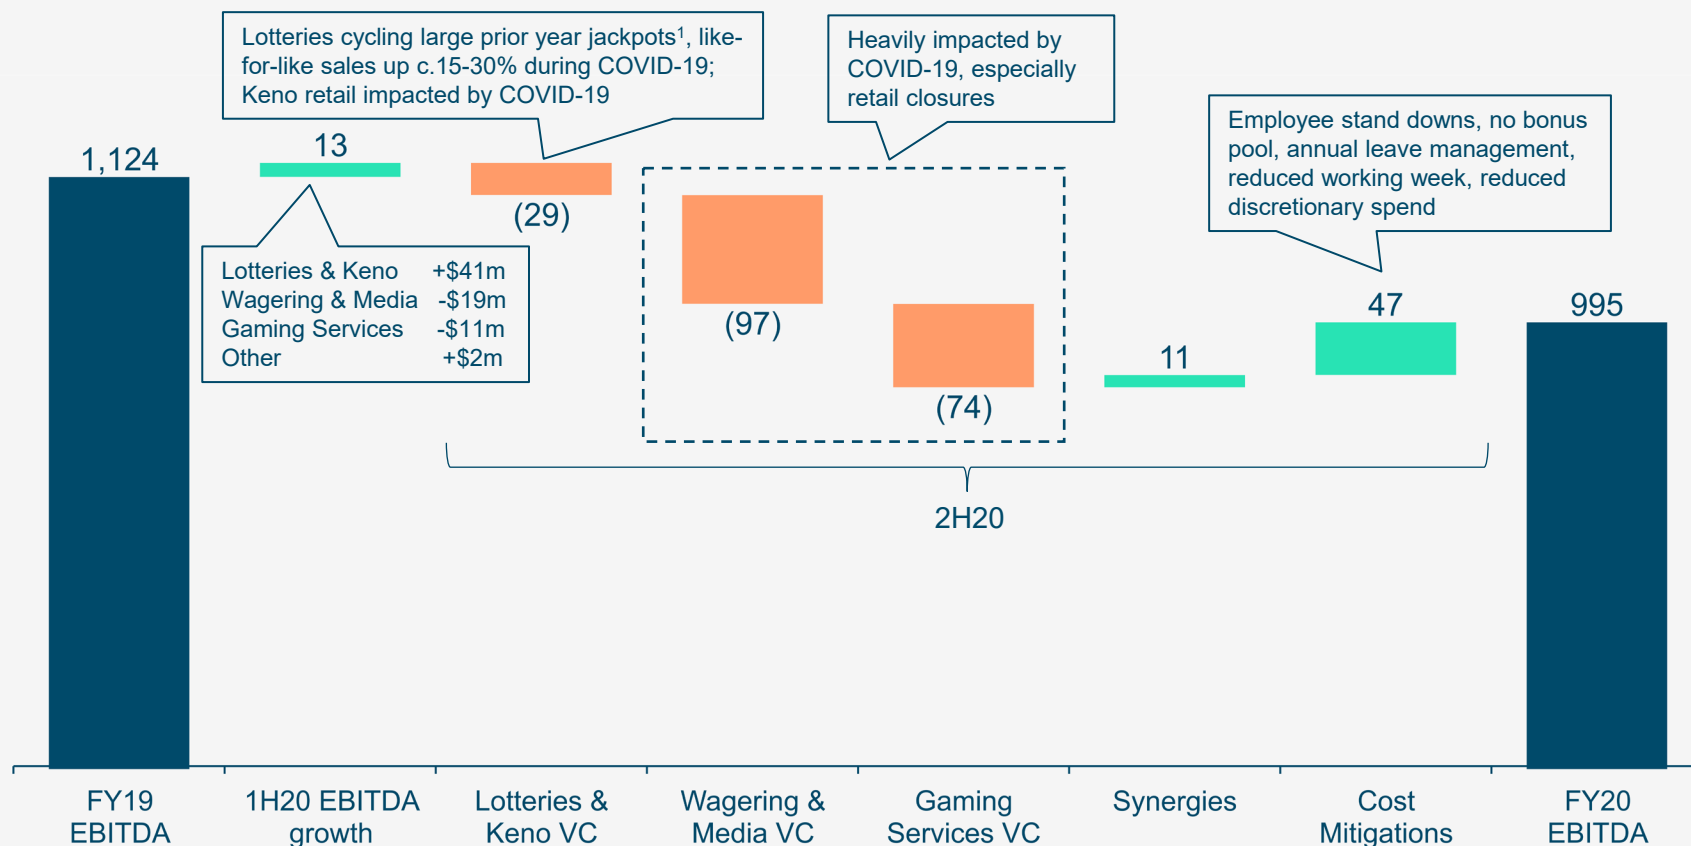 Lotteries cycling large prior year jackpots¹, like-
for-like sales up c.15-30% during COVID-19;
Keno retail impacted by COVID-19
Heavily impacted by
COVID-19, especially
retail closures
Employee stand downs, no bonus
pool, annual leave management,
reduced working week, reduced
discretionary spend
1,124
13
(29)
(97)
(74)
11
47
995
Lotteries & Keno +$41m
Wagering & Media -$19m
Gaming Services -$11m
Other +$2m
2H20
FY19
EBITDA
1H20 EBITDA
growth
Lotteries &
Keno VC
Wagering &
Media VC
Gaming
Services VC
Synergies
Cost
Mitigations
FY20
EBITDA